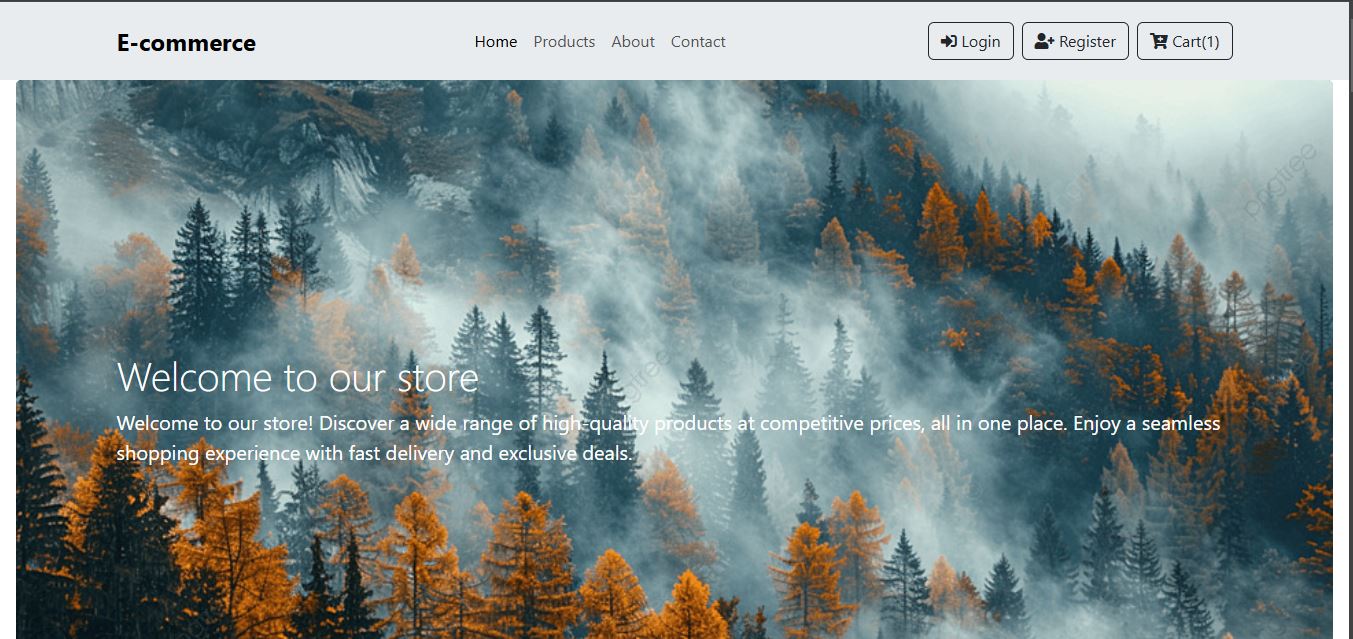 E-commerce
Home Products About Contact
Login Register Cart(1)
Welcome to our store
Welcome to our store! Discover a wide range of high-quality products at competitive prices, all in one place. Enjoy a seamless
shopping experience with fast delivery and exclusive deals.
pngtree